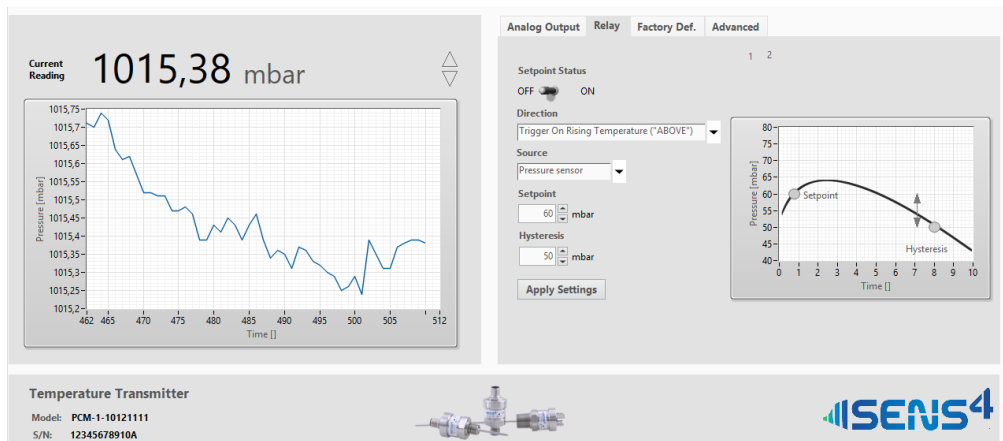 Current
Reading
1015,38 mbar
1015,75
1015,7
1015,65
1015,6
1015,55
1015,5
1015,45
1015,4
1015,35
1015,3
1015,25
1015,2
Pressure [mbar]
462 465 470 475 480 485 490 495 500 505 512
Time []
Analog Output Relay Factory Def. Advanced
1 2
Setpoint Status
OFF ON
Direction
Trigger On Rising Temperature ("ABOVE")
Source
Pressure sensor
Setpoint
60 mbar
Hysteresis
50 mbar
Apply Settings
80
75
70
65
60
55
50
45
40
Pressure [mbar]
Setpoint
Hysteresis
0 1 2 3 4 5 6 7 8 9 10
Time []
Temperature Transmitter
Model: PCM-1-10121111
S/N: 12345678910A
SENS4